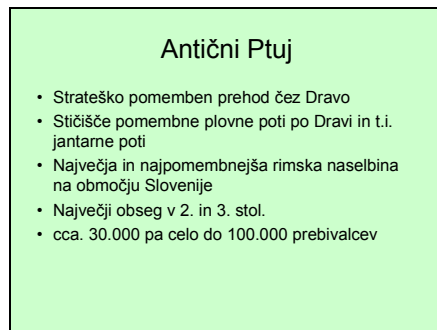 Antični Ptuj
• Strateško pomemben prehod čez Dravo
• Stičišče pomembne plovne poti po Dravi in t.i.
jantarne poti
• Največja in najpomembnejša rimska naselbina
na območju Slovenije
• Največji obseg v 2. in 3. stol.
• cca. 30.000 pa celo do 100.000 prebivalcev